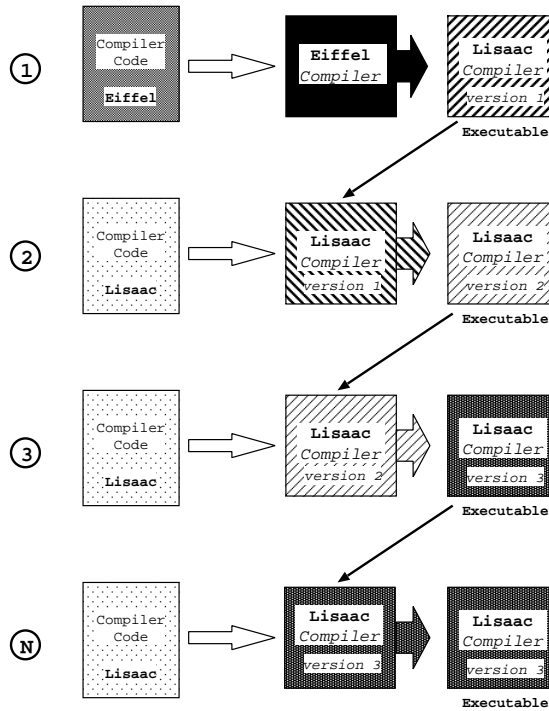 1
Compiler
Code
Eiffel
Eiffel
Compiler
Lisaac
Compiler
version 1
Executable
2
Compiler
Code
Lisaac
Lisaac
Compiler
version 1
Lisaac
Compiler
version 2
Executable
3
Compiler
Code
Lisaac
Lisaac
Compiler
version 2
Lisaac
Compiler
version 3
Executable
N
Compiler
Code
Lisaac
Lisaac
Compiler
version 3
Lisaac
Compiler
version 3
Executable